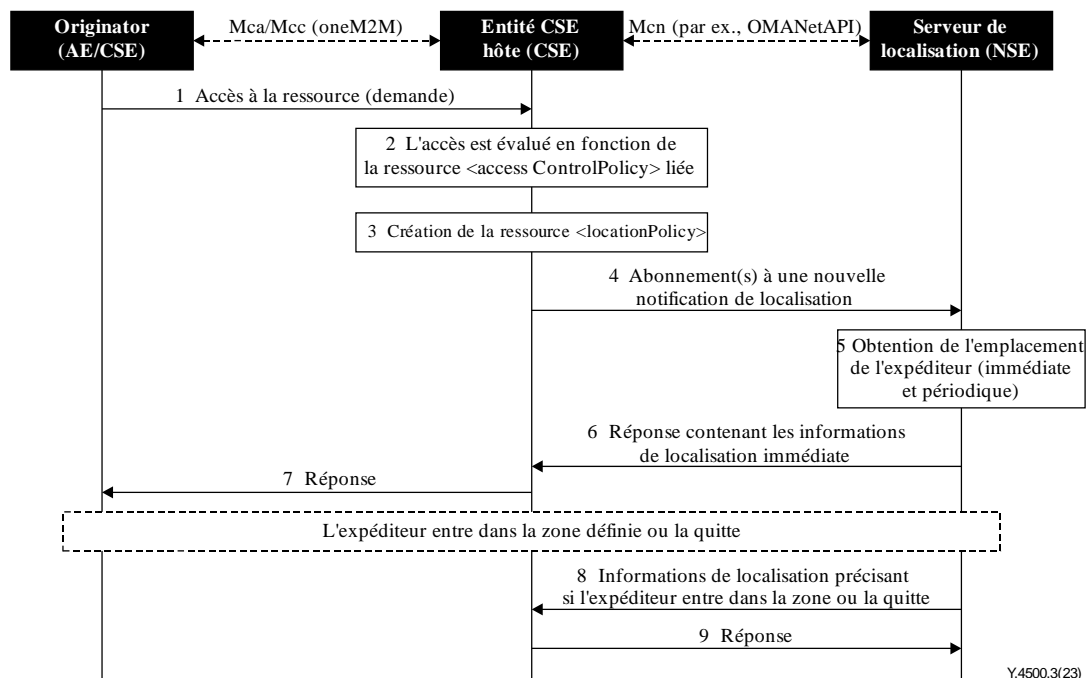 Originator
(AE/CSE)
Mca/Mcc (oneM2M)
Entité CSE
hôte (CSE)
Mcn (par ex., OMANetAPI)
Serveur de
localisation (NSE)
1 Accès à la ressource (demande)
2 L'accès est évalué en fonction de
la ressource <access ControlPolicy> liée
3 Création de la ressource <locationPolicy>
4 Abonnement(s) à une nouvelle
notification de localisation
5 Obtention de l'emplacement
de l'expéditeur (immédiate
et périodique)
6 Réponse contenant les informations
de localisation immédiate
7 Réponse
L'expéditeur entre dans la zone définie ou la quitte
8 Informations de localisation précisant
si l'expéditeur entre dans la zone ou la quitte
9 Réponse
Y.4500.3(23)